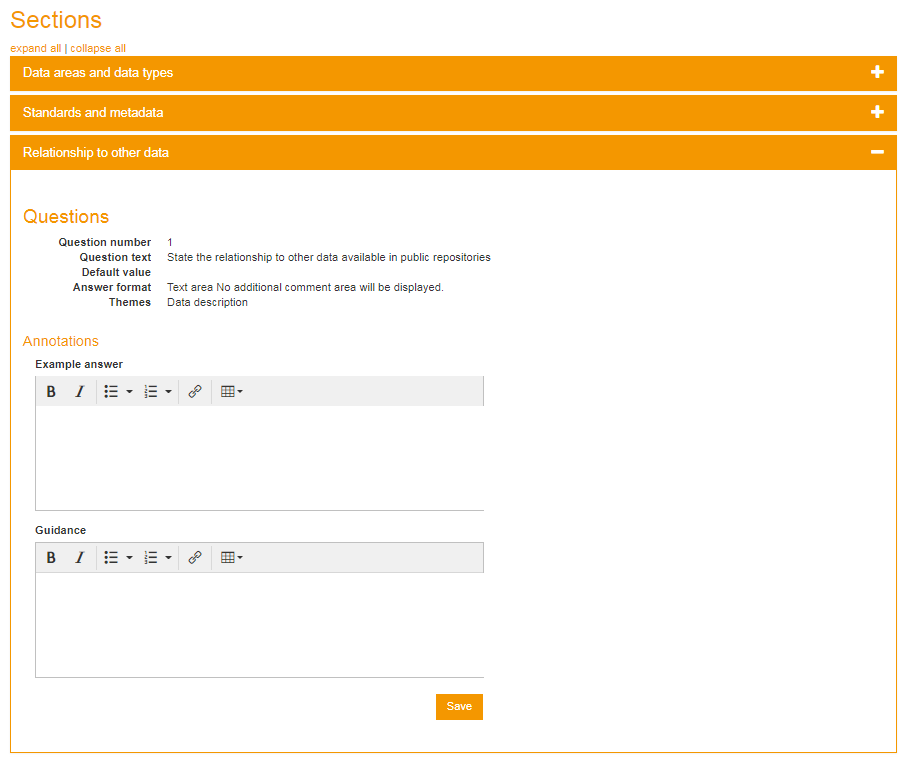 Sections
expand all | collapse all
Data areas and data types
Standards and metadata
Relationship to other data
Questions
Question number 1
Question text State the relationship to other data available in public repositories
Default value
Answer format Text area No additional comment area will be displayed.
Themes Data description
Annotations
Example answer
B I
Guidance
B I
Save